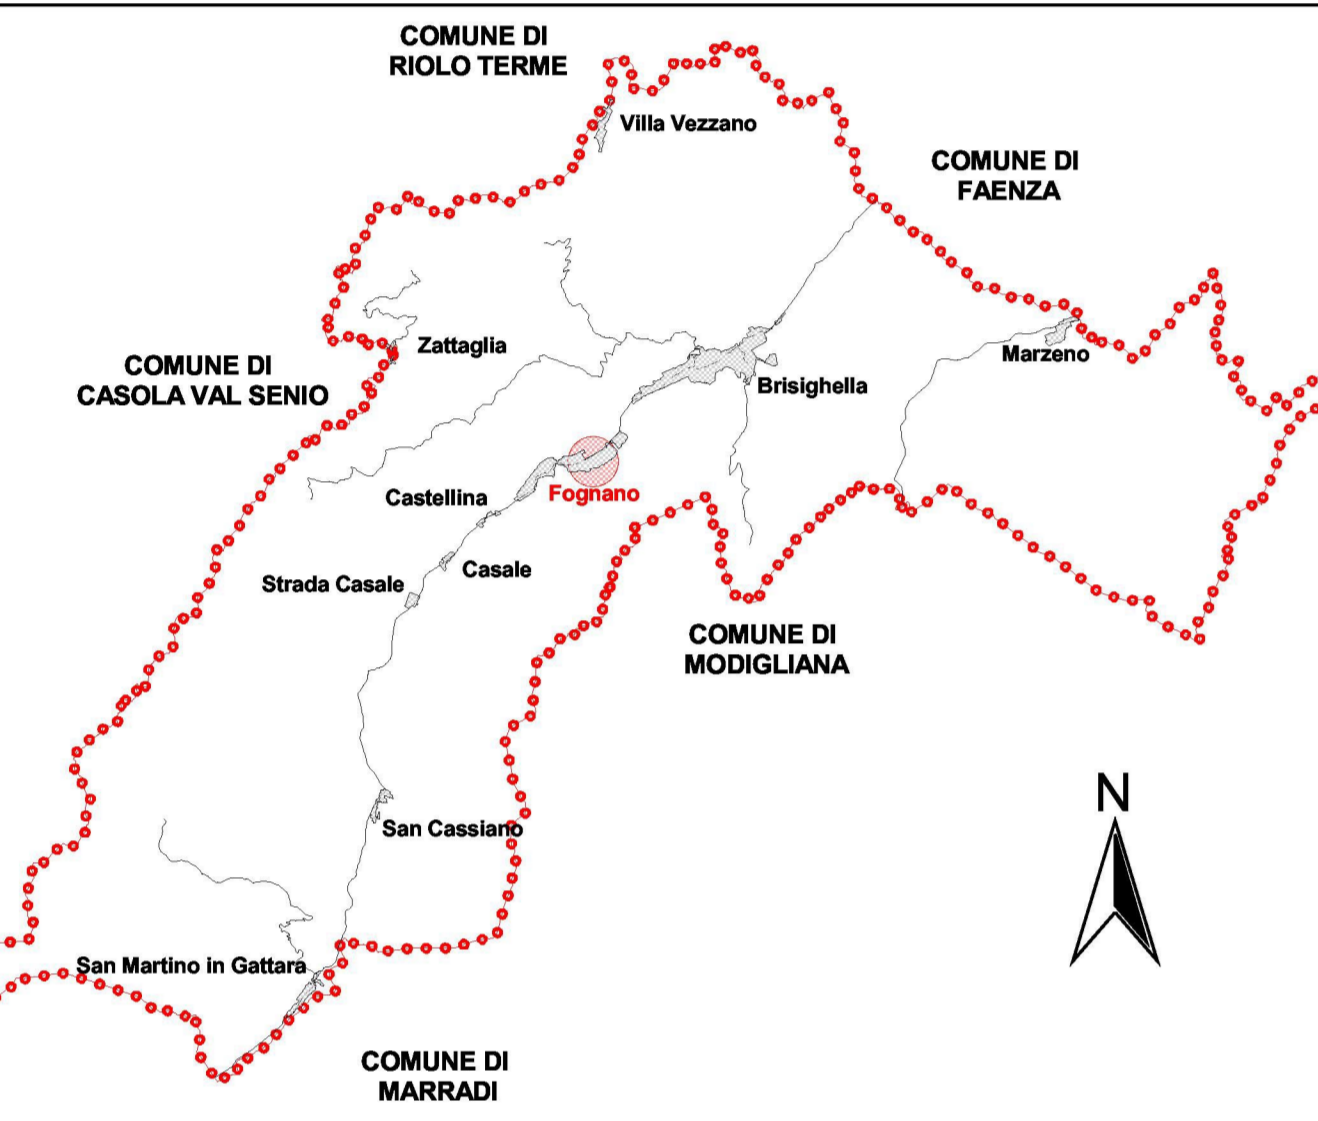 COMUNE DI
RIOLO TERME
Villa Vezzano
COMUNE DI
FAENZA
Zattaglia
Marzeno
COMUNE DI
CASOLA VAL SENIO
Brisighella
Castellina
Fognano
Casale
Strada Casale
COMUNE DI
MODIGLIANA
N
San Cassiano
San Martino in Gattara
COMUNE DI
MARRADI